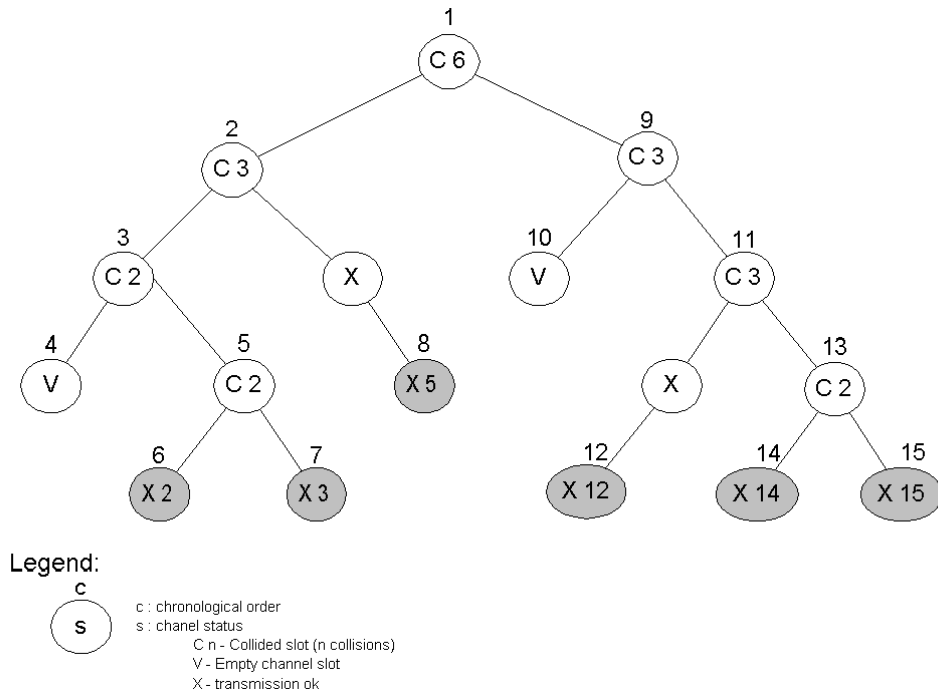 1
C 6
2
9
C 3
C 3
3
10
11
C 2
X
V
C 3
4
5
8
13
V
C 2
X 5
X
C 2
6
7
12
14
15
X 2
X 3
X 12
X 14
X 15
Legend:
c
s
c : chronological order
s : chanel status
C n - Collided slot (n collisions)
V - Empty channel slot
X - transmission ok